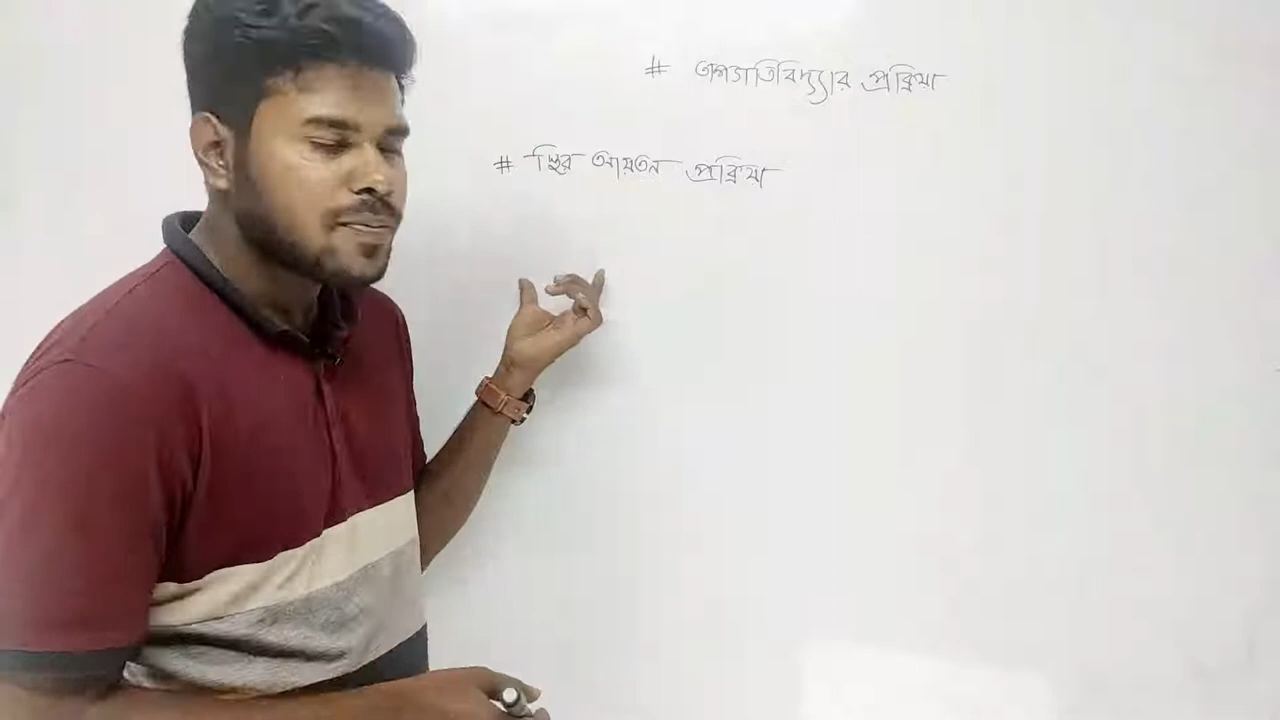 # তাপগতিবিদ্যার প্রক্রিয়া
# স্থির আয়তন প্রক্রিয়া